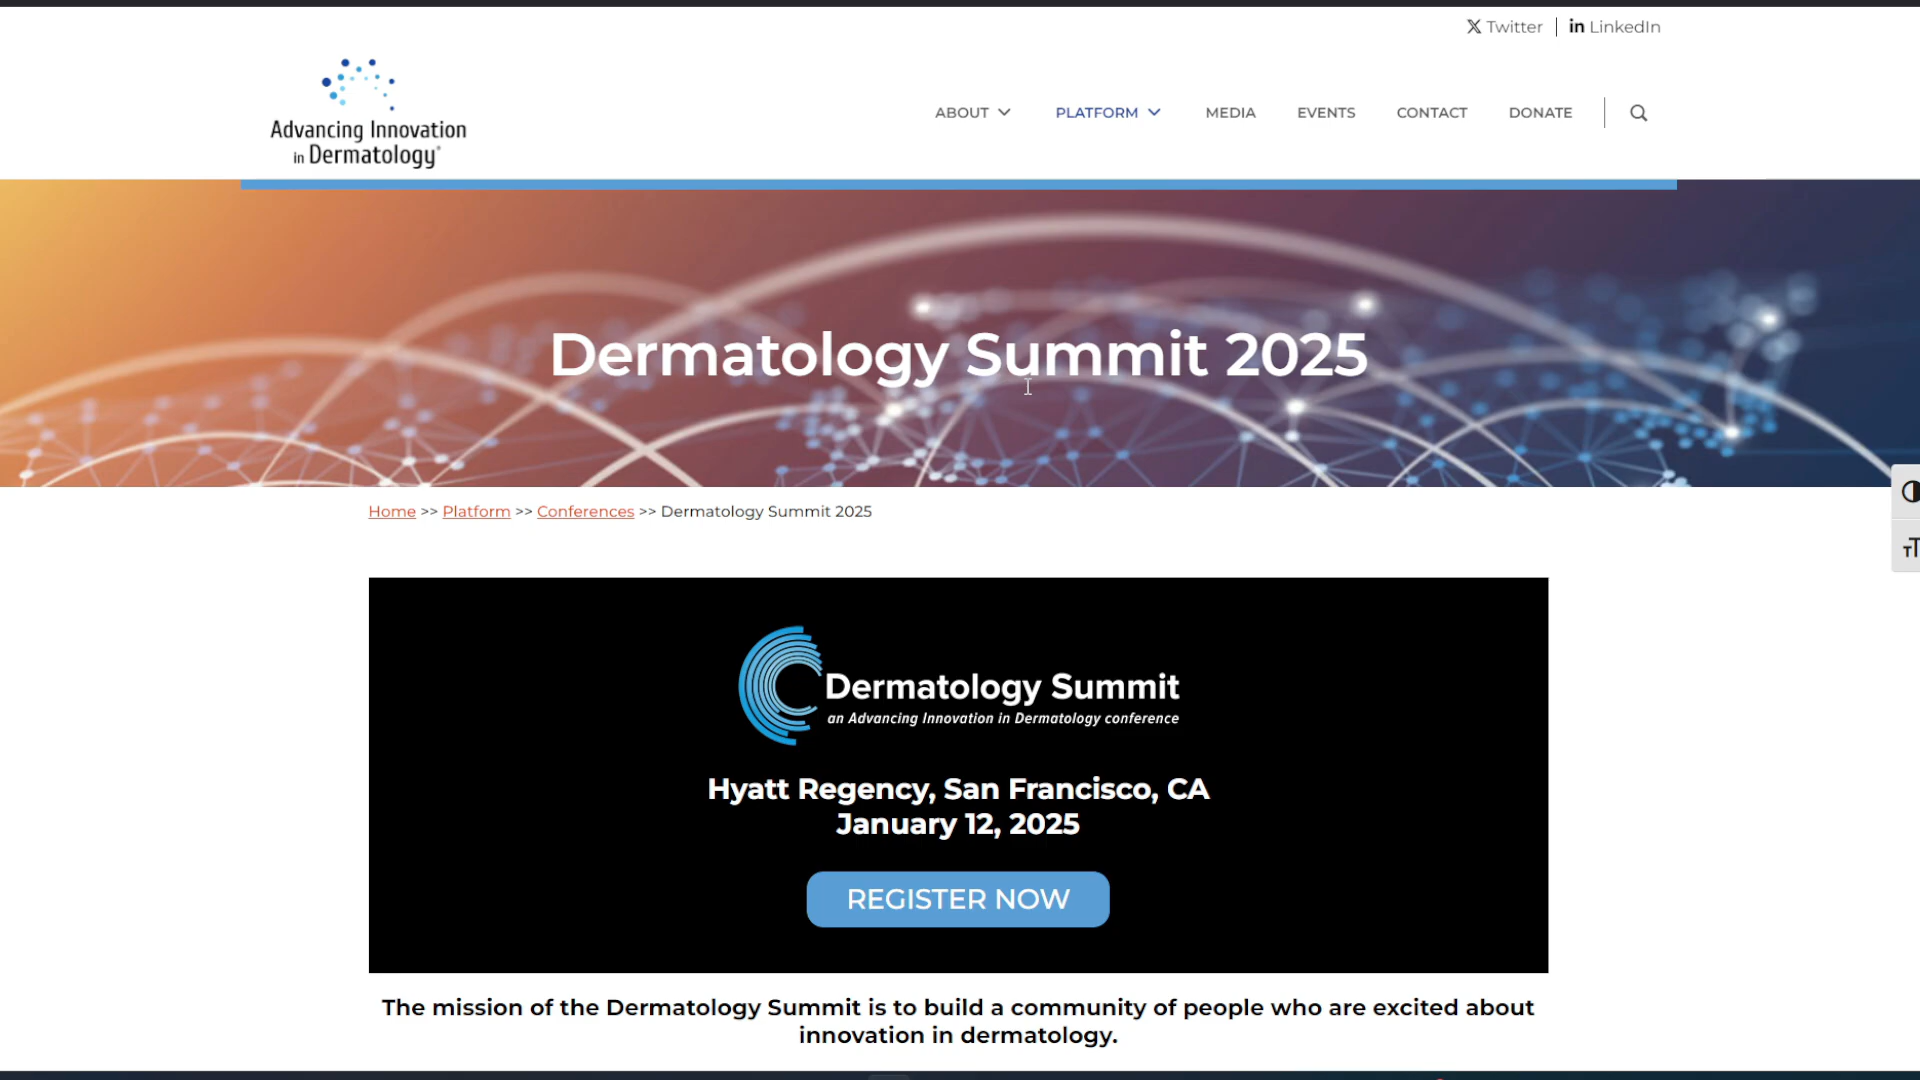 X Twitter | in LinkedIn
Advancing Innovation
in Dermatology®
ABOUT PLATFORM MEDIA EVENTS CONTACT DONATE
Dermatology Summit 2025
Home >> Platform >> Conferences >> Dermatology Summit 2025
Dermatology Summit
an Advancing Innovation in Dermatology conference
Hyatt Regency, San Francisco, CA
January 12, 2025
REGISTER NOW
The mission of the Dermatology Summit is to build a community of people who are excited about
innovation in dermatology.